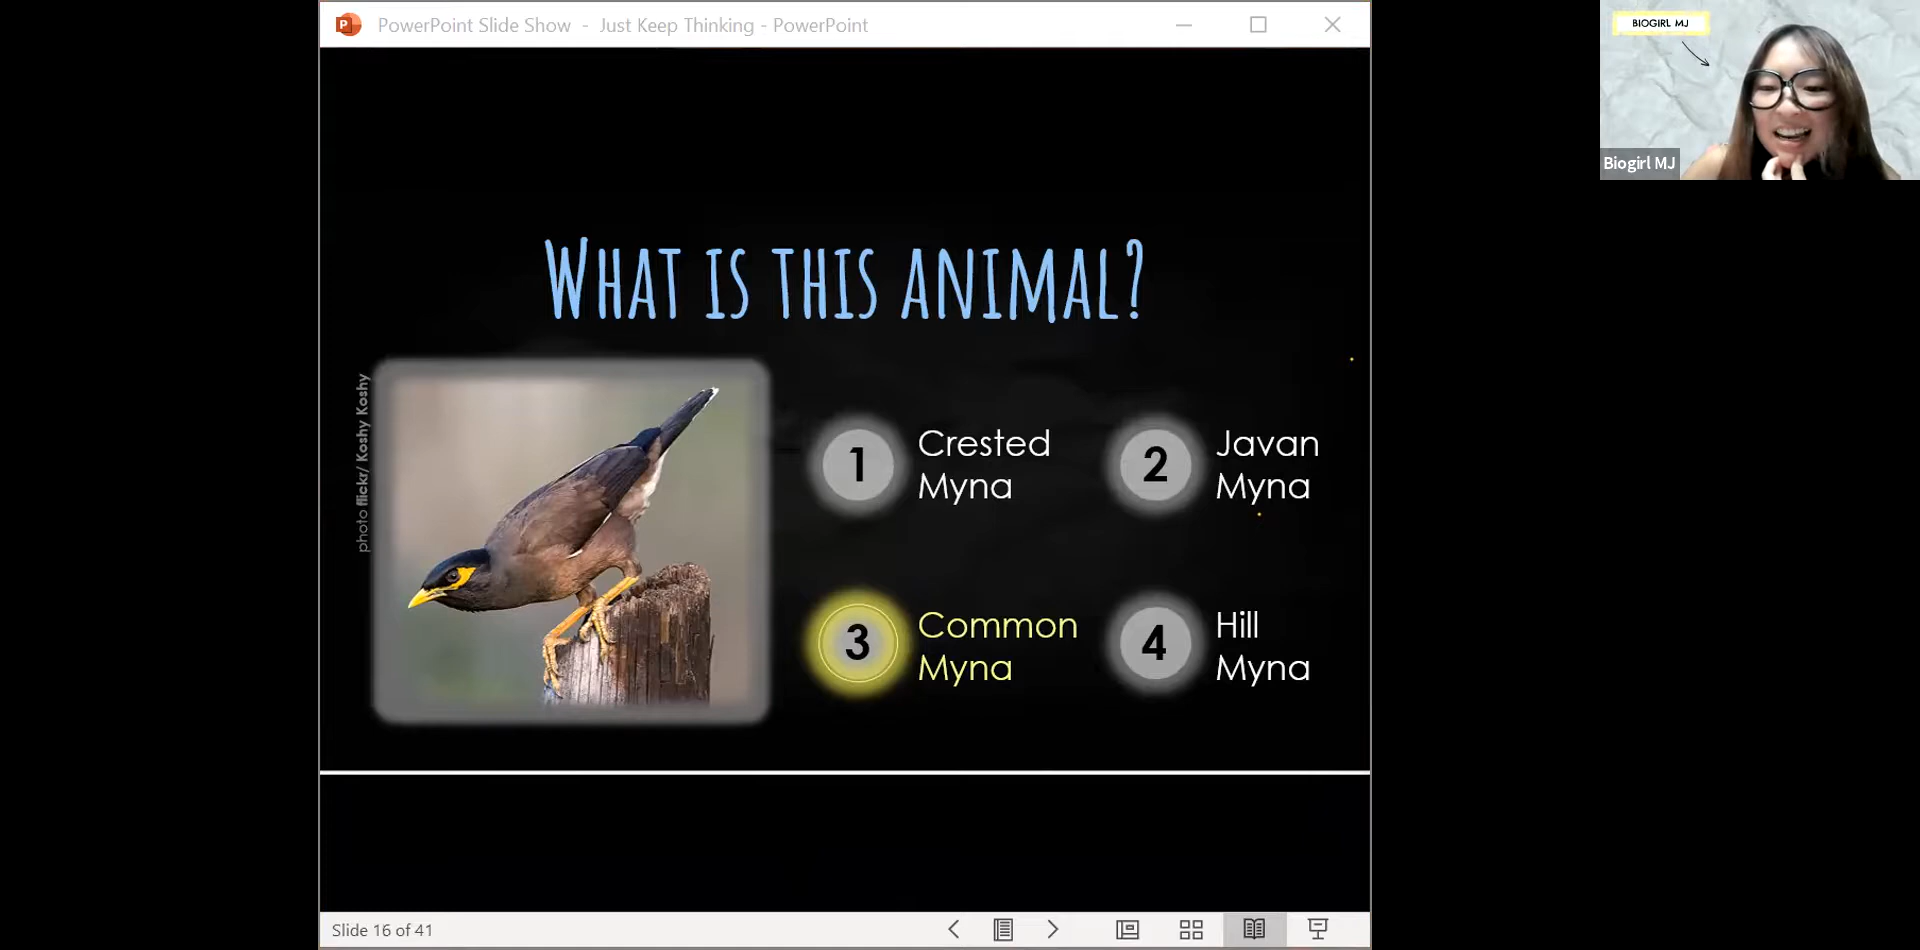 PowerPoint Slide Show - Just Keep Thinking - PowerPoint
BIOGIRL MJ
Biogirl MJ
WHAT IS THIS ANIMAL?
photo flickr/ Koshy Koshy
1
Crested
Myna
2
Javan
Myna
3
Common
Myna
4
Hill
Myna
Slide 16 of 41